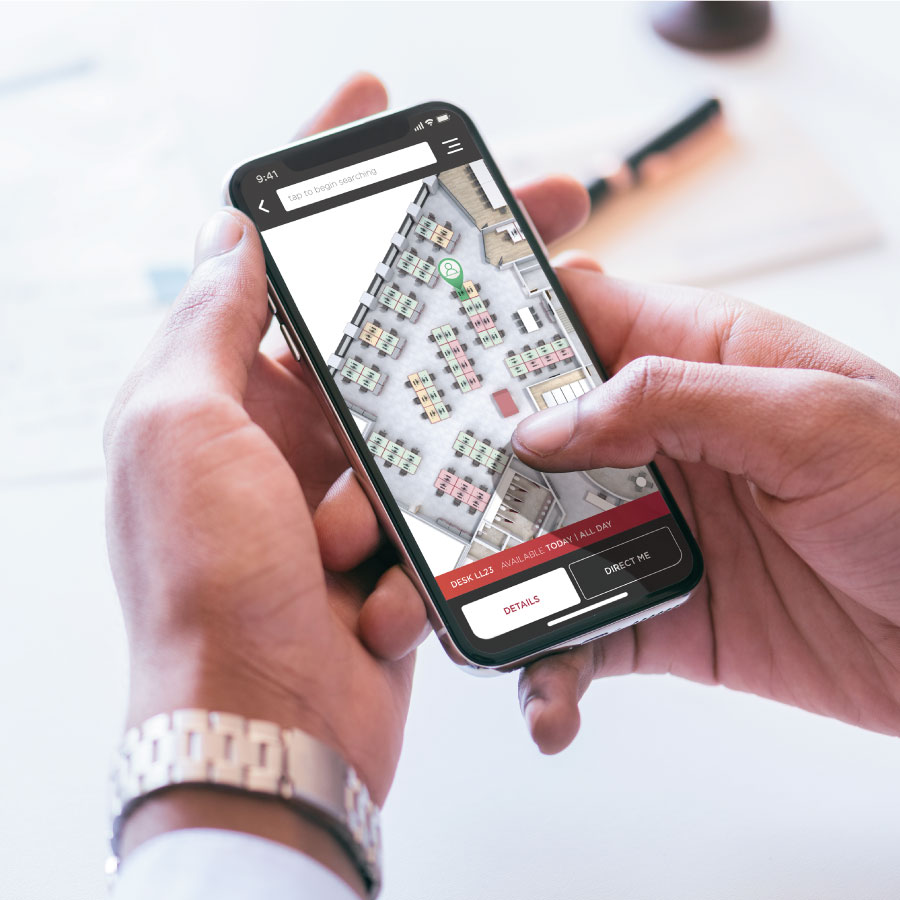 9:41
tap to begin searching
DESK LL23 AVAILABLE TODAY | ALL DAY
DETAILS
DIRECT ME